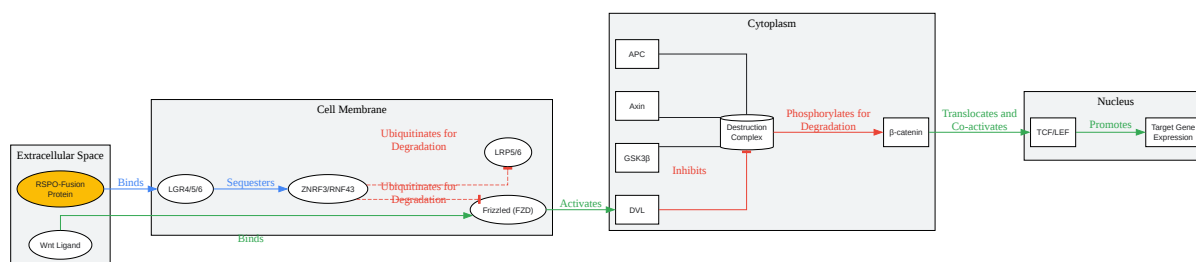 Extracellular Space
RSPO-Fusion
Protein
Wnt Ligand
Binds
Binds
Cell Membrane
LGR4/5/6
Sequesters
ZNRF3/RNF43
Ubiquitinates for
Degradation
Ubiquitinates for
Degradation
LRP5/6
Frizzled (FZD)
Activates
Cytoplasm
APC
Axin
GSK3β
DVL
Inhibits
Destruction
Complex
Phosphorylates for
Degradation
β-catenin
Translocates and
Co-activates
Nucleus
TCF/LEF
Promotes
Target Gene
Expression